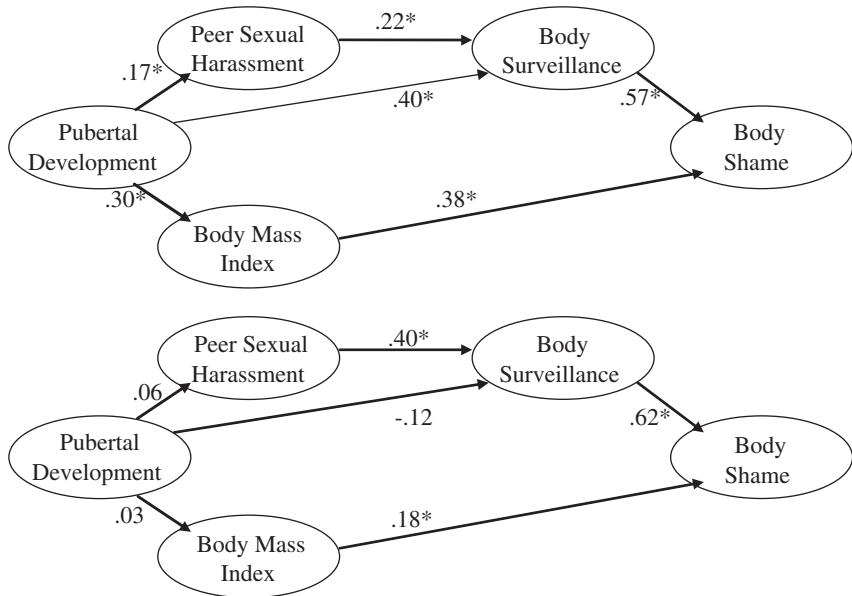 Peer Sexual
Harassment
.22*
Body
Surveillance
.17*
.40*
.57*
Pubertal
Development
Body
Shame
.30*
.38*
Body Mass
Index
Peer Sexual
Harassment
.40*
Body
Surveillance
.06
-.12
.62*
Pubertal
Development
Body
Shame
.03
.18*
Body Mass
Index